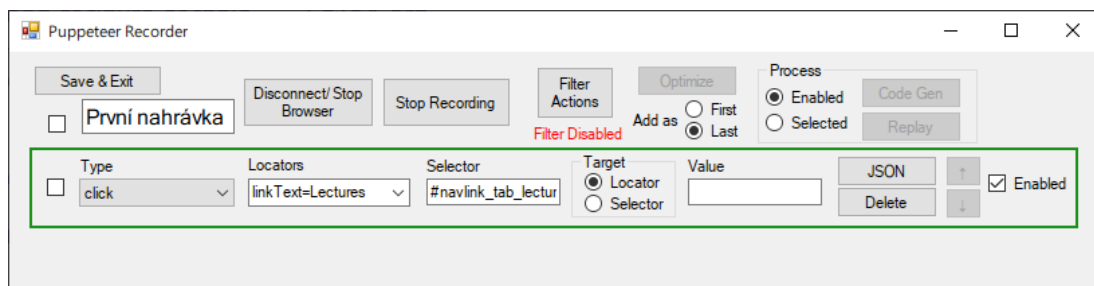 Puppeteer Recorder
Save & Exit
První nahrávka
Disconnect/ Stop
Browser
Stop Recording
Filter
Actions
Filter Disabled
Optimize
Add as
First
Last
Process
Enabled
Selected
Code Gen
Replay
Type
click
Locators
linkText=Lectures
Selector
#navlink_tab_lectur
Target
Locator
Selector
Value
JSON
Delete
↑
↓
Enabled